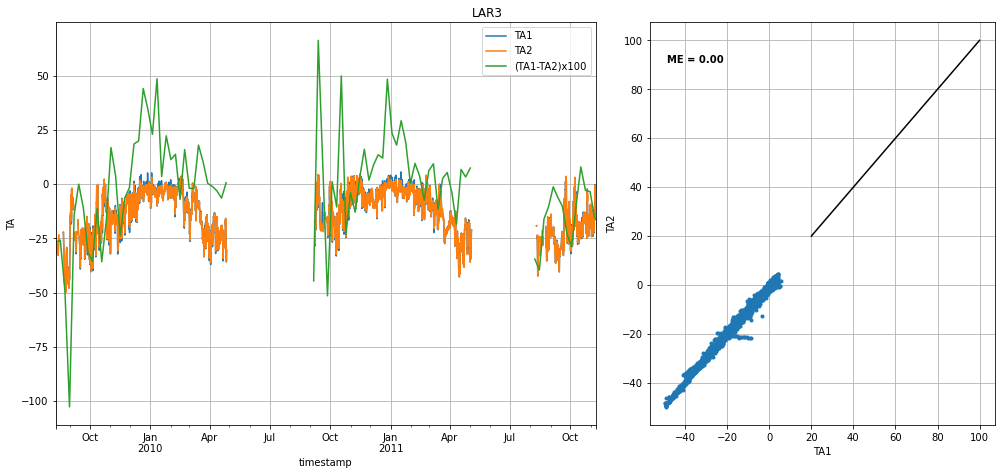 LAR3
TA1
TA2
(TA1-TA2)x100
50
25
0
−25
−50
−75
−100
TA
Oct
Jan
2010
Apr
Jul
Oct
Jan
2011
Apr
Jul
Oct
timestamp
ME = 0.00
100
80
60
40
20
0
−20
−40
TA2
−40
−20
0
20
40
60
80
100
TA1